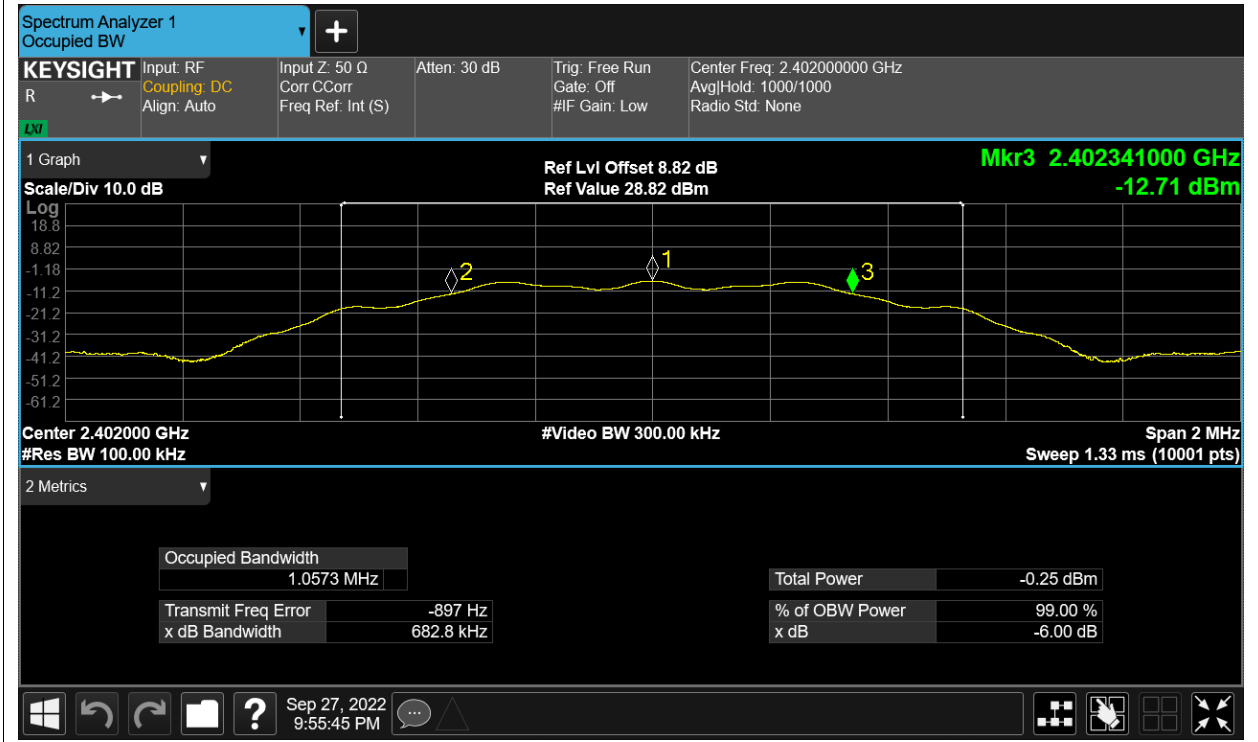 Spectrum Analyzer 1
Occupied BW
KEYSIGHT
R
LXI
Input: RF
Coupling: DC
Align: Auto
Input Z: 50 Ω
Corr CCorr
Freq Ref: Int (S)
Atten: 30 dB
Trig: Free Run
Gate: Off
#IF Gain: Low
Center Freq: 2.402000000 GHz
Avg|Hold: 1000/1000
Radio Std: None
1 Graph
Scale/Div 10.0 dB
Ref Lvl Offset 8.82 dB
Ref Value 28.82 dBm
Mkr3 2.402341000 GHz
-12.71 dBm
Log
18.8
8.82
-1.18
-11.2
-21.2
-31.2
-41.2
-51.2
-61.2
2
1
3
Center 2.402000 GHz
#Res BW 100.00 kHz
#Video BW 300.00 kHz
Span 2 MHz
Sweep 1.33 ms (10001 pts)
2 Metrics
Occupied Bandwidth
1.0573 MHz
Transmit Freq Error -897 Hz
x dB Bandwidth 682.8 kHz
Total Power -0.25 dBm
% of OBW Power 99.00 %
x dB -6.00 dB
?
Sep 27, 2022
9:55:45 PM